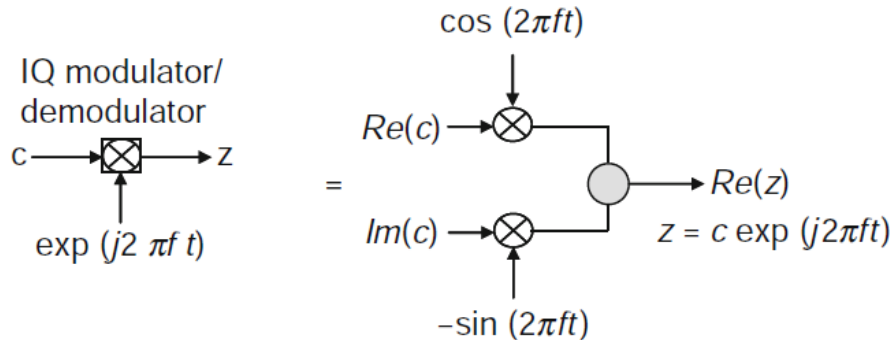 IQ modulator/
demodulator
c
z
exp (j2 πf t)
=
cos (2πft)
Re(c)
Im(c)
–sin (2πft)
Re(z)
z = c exp (j2πft)